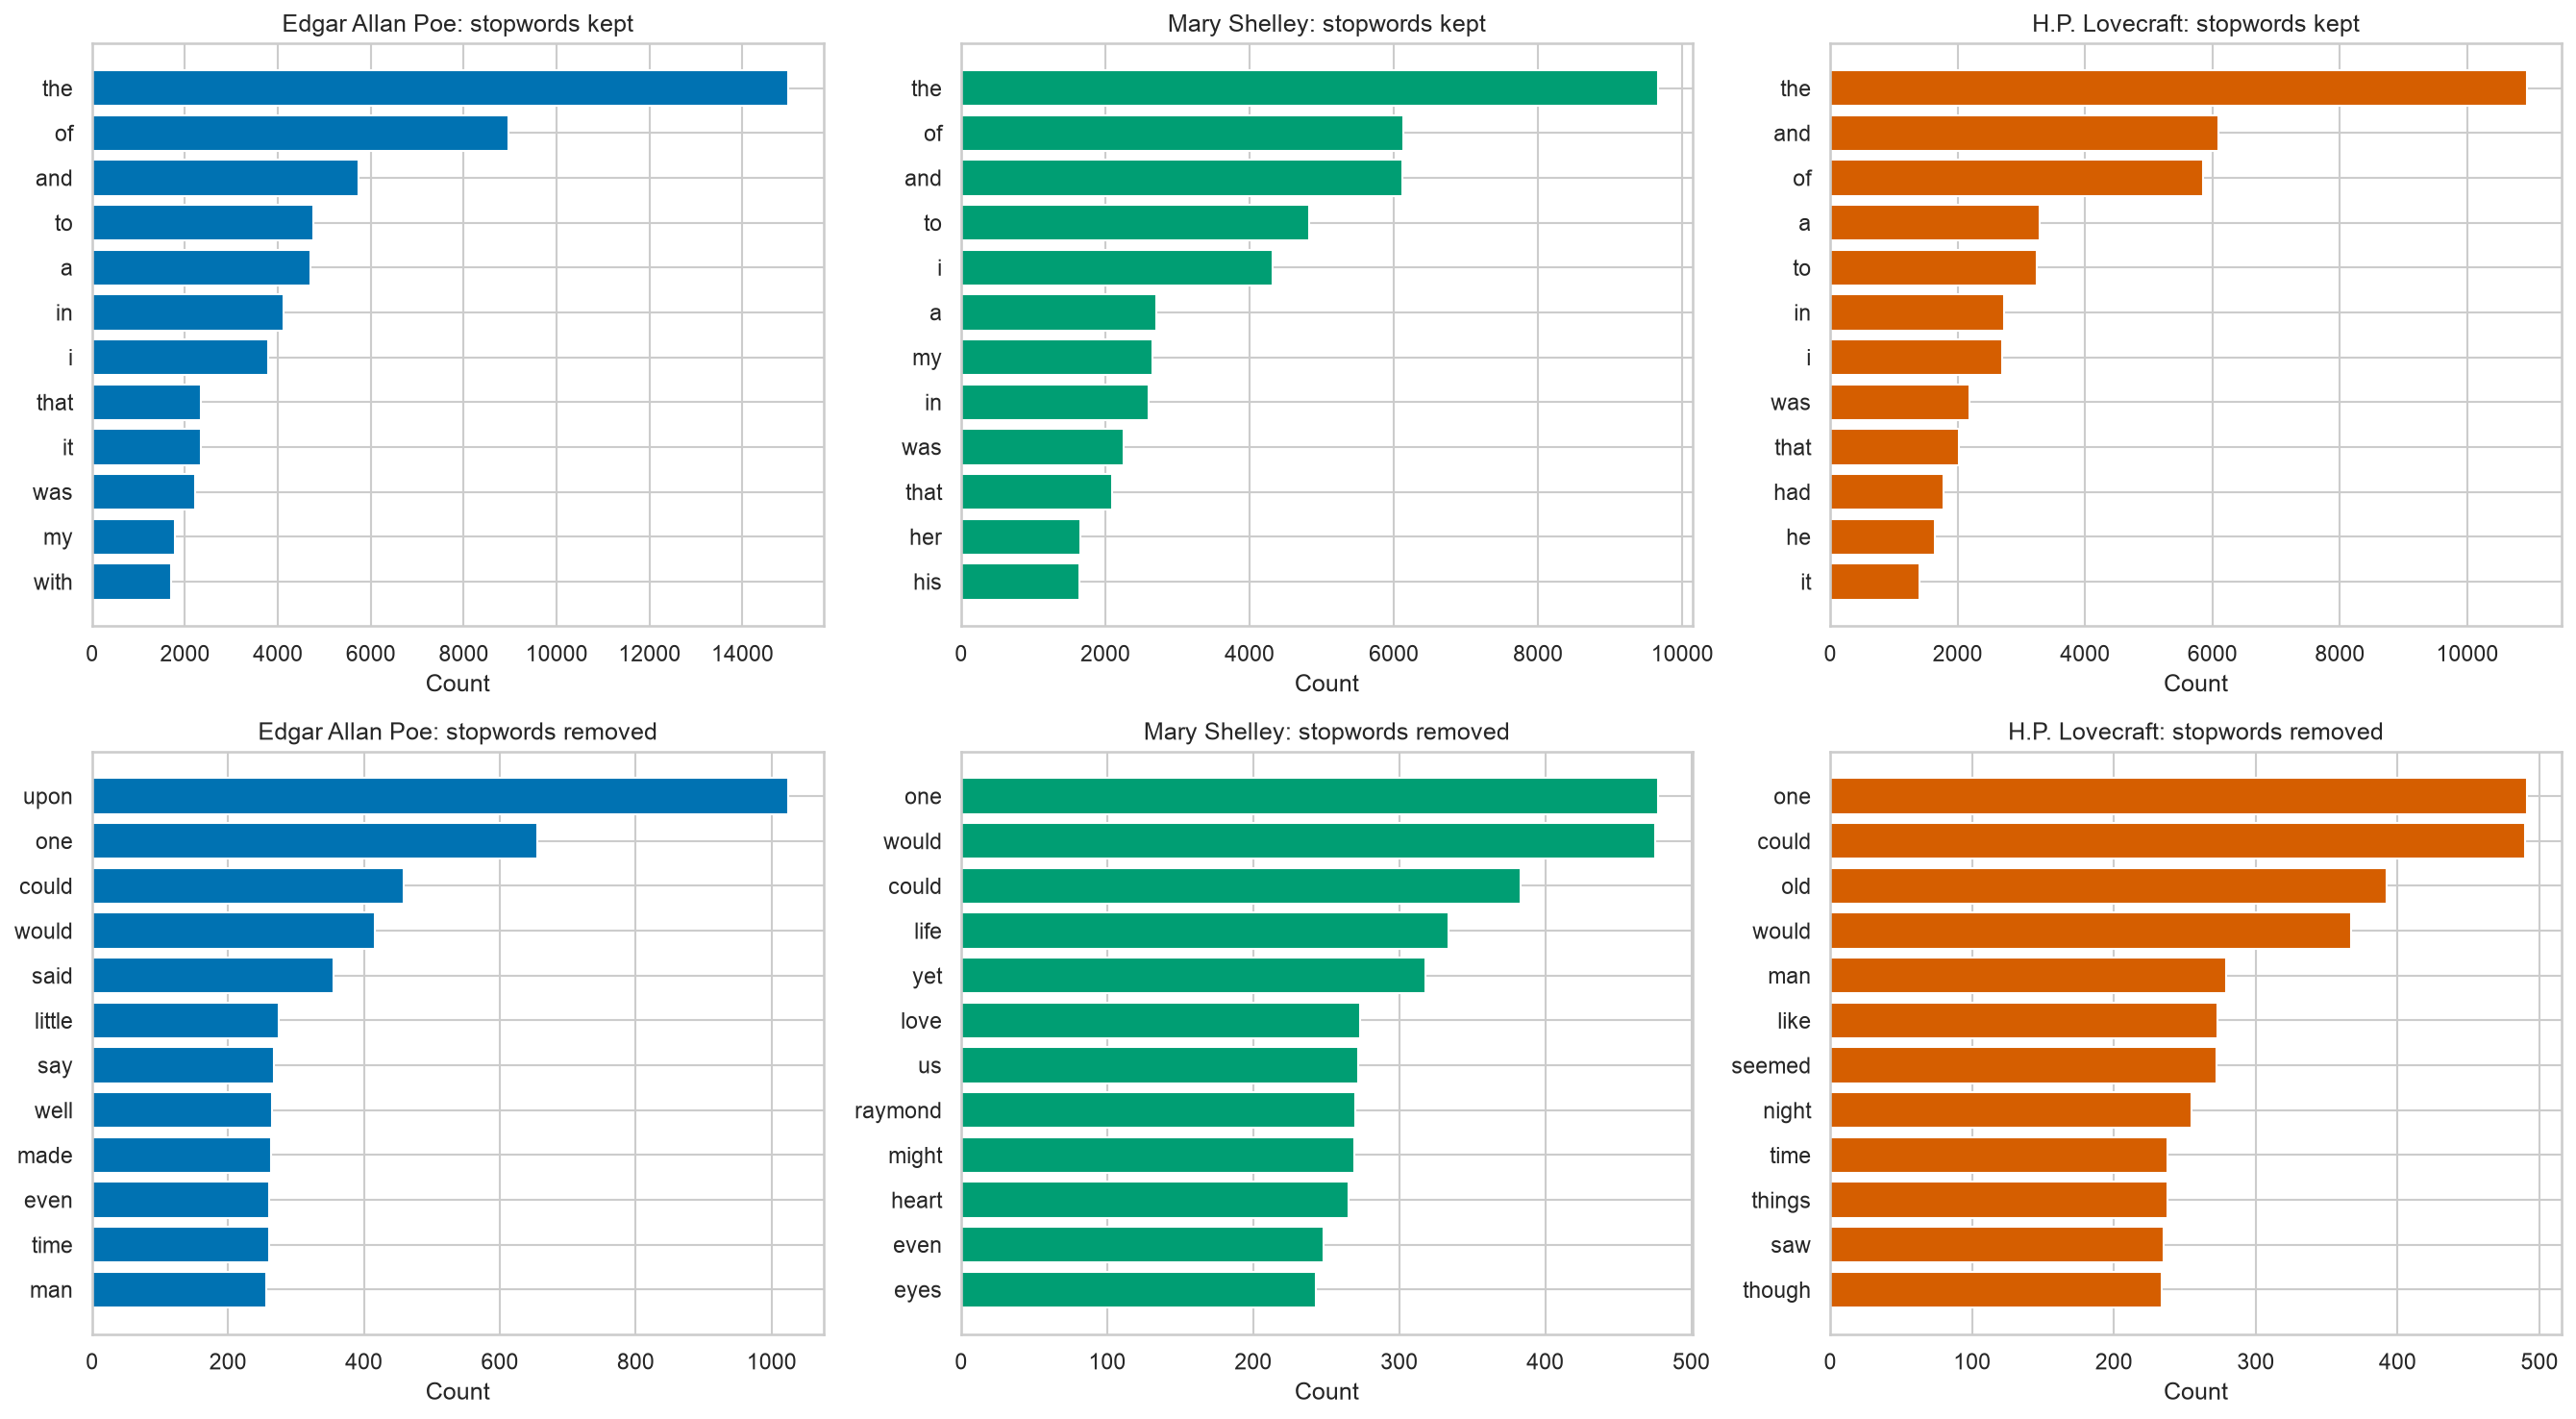 Edgar Allan Poe: stopwords kept
the
of
and
to
a
in
i
that
it
was
my
with
0 2000 4000 6000 8000 10000 12000 14000
Count
Mary Shelley: stopwords kept
the
of
and
to
i
a
my
in
was
that
her
his
0 2000 4000 6000 8000 10000
Count
H.P. Lovecraft: stopwords kept
the
and
of
a
to
in
i
was
that
had
he
it
0 2000 4000 6000 8000 10000
Count
Edgar Allan Poe: stopwords removed
upon
one
could
would
said
little
say
well
made
even
time
man
0 200 400 600 800 1000
Count
Mary Shelley: stopwords removed
one
would
could
life
yet
love
us
raymond
might
heart
even
eyes
0 100 200 300 400 500
Count
H.P. Lovecraft: stopwords removed
one
could
old
would
man
like
seemed
night
time
things
saw
though
0 100 200 300 400 500
Count